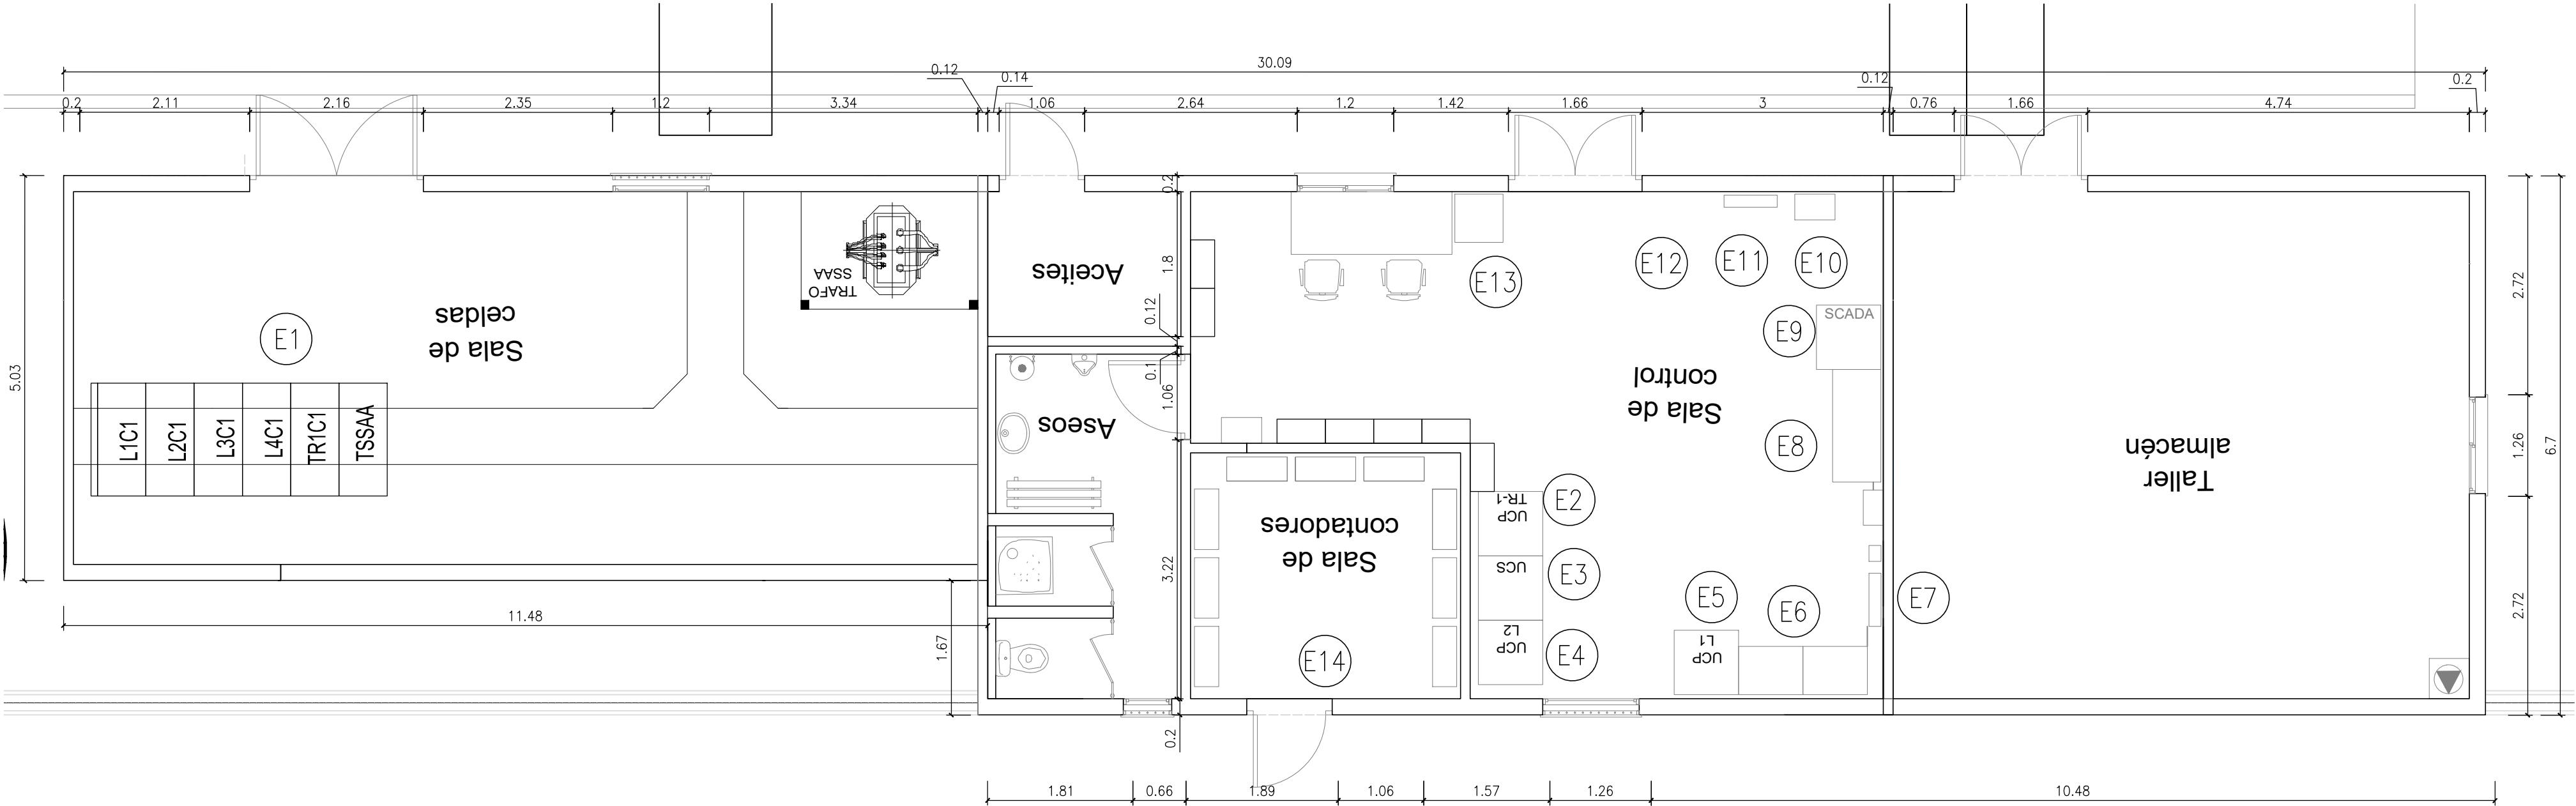 30.09
0.12
0.14
0.12
0.2
0.2
2.11
2.16
2.35
1.2
3.34
1.06
2.64
1.2
1.42
1.66
3
0.76
1.66
4.74
5.03
Sala de
celdas
E1
L1C1
L2C1
L3C1
L4C1
TR1C1
TSSAA
TRAFO
SSAA
Aceites
Aseos
0.2
1.8
0.12
0.1
1.06
3.22
0.2
Sala de
contadores
E14
Sala de
control
E13
E12
E11
E10
SCADA
E9
E8
UCP
TR-1
E2
UCS
E3
UCP
L2
E4
E5
UCP
L1
E6
E7
Taller
almacén
2.72
1.26
2.72
6.7
11.48
1.67
1.81
0.66
1.89
1.06
1.57
1.26
10.48